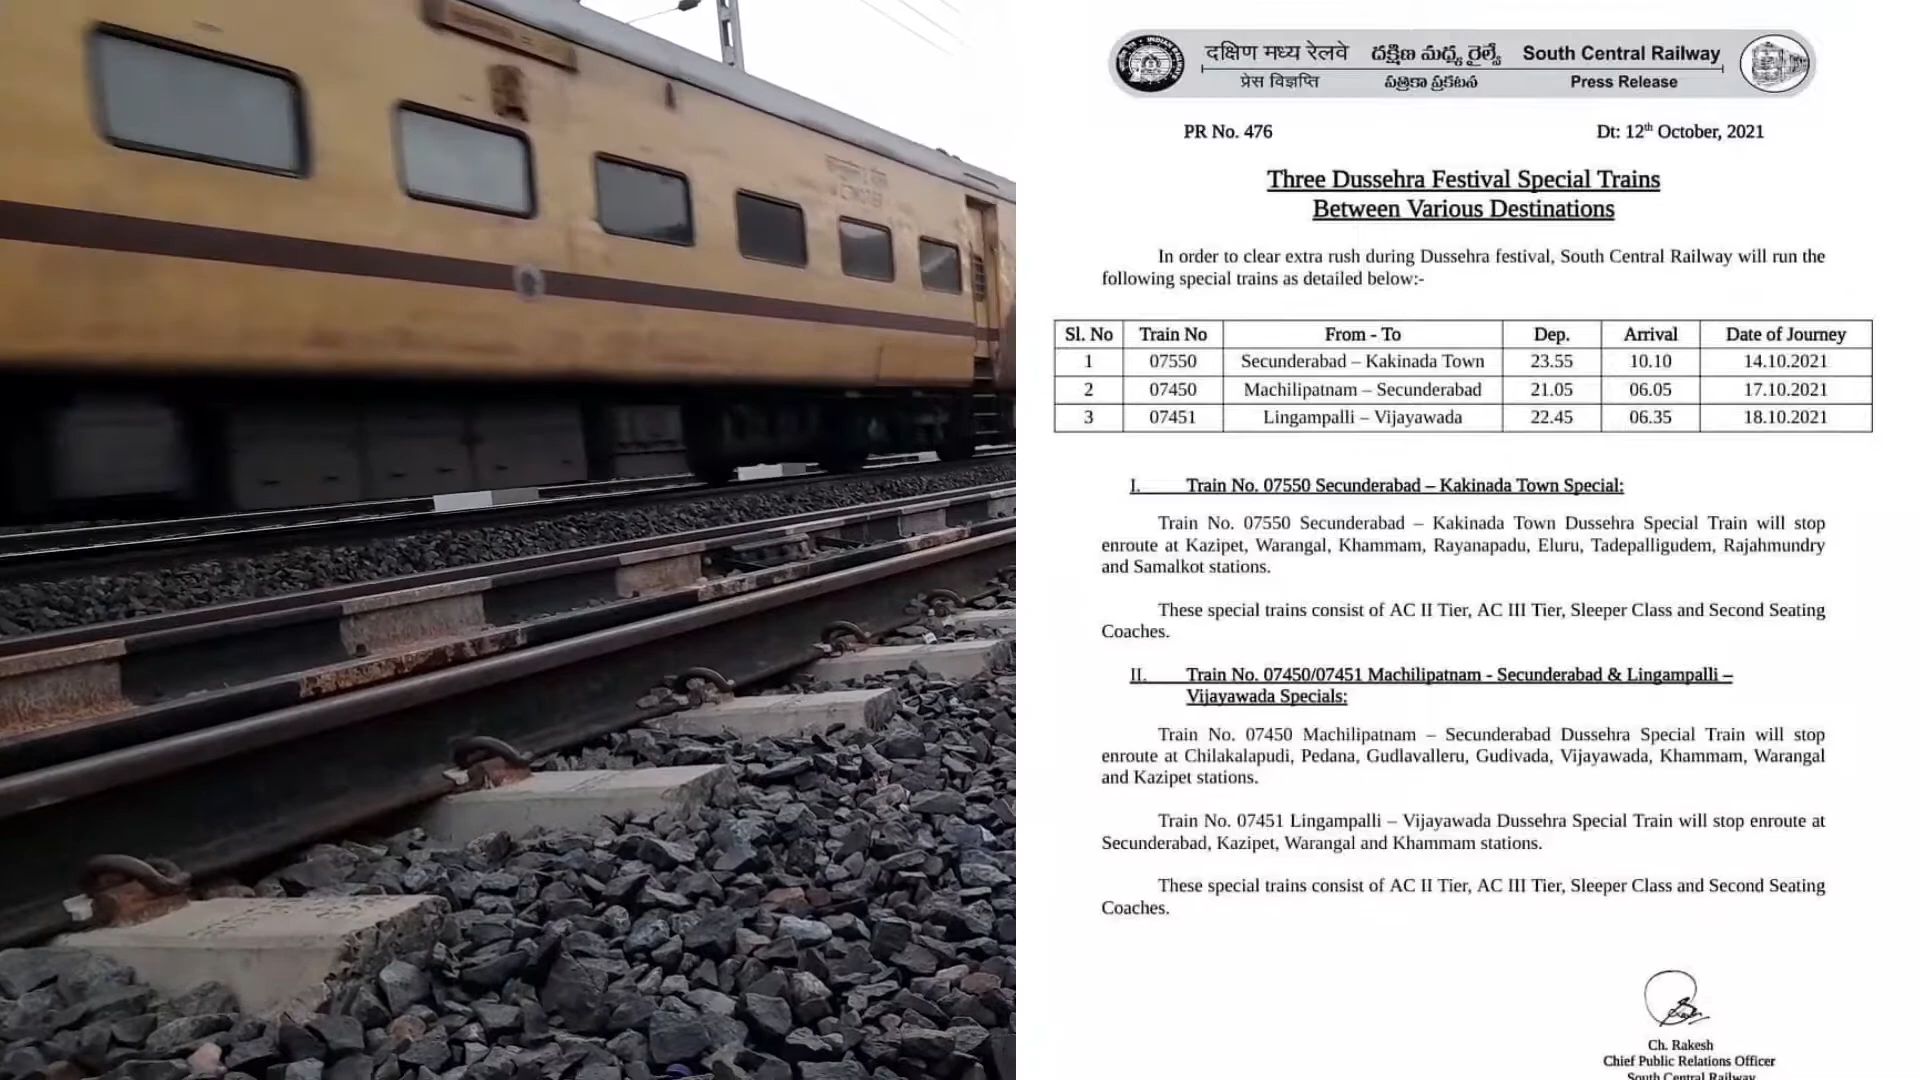 दक्षिण मध्य रेलवे దక్షిణ మధ్య రైల్వే South Central Railway
प्रेस विज्ञप्ति పత్రికా ప్రకటన Press Release
PR No. 476 Dt: 12th October, 2021
Three Dussehra Festival Special Trains
Between Various Destinations
In order to clear extra rush during Dussehra festival, South Central Railway will run the
following special trains as detailed below:-
Sl. No Train No From - To Dep. Arrival Date of Journey
1 07550 Secunderabad – Kakinada Town 23.55 10.10 14.10.2021
2 07450 Machilipatnam – Secunderabad 21.05 06.05 17.10.2021
3 07451 Lingampalli – Vijayawada 22.45 06.35 18.10.2021
I. Train No. 07550 Secunderabad – Kakinada Town Special:
Train No. 07550 Secunderabad – Kakinada Town Dussehra Special Train will stop
enroute at Kazipet, Warangal, Khammam, Rayanapadu, Eluru, Tadepalligudem, Rajahmundry
and Samalkot stations.
These special trains consist of AC II Tier, AC III Tier, Sleeper Class and Second Seating
Coaches.
II. Train No. 07450/07451 Machilipatnam - Secunderabad & Lingampalli –
Vijayawada Specials:
Train No. 07450 Machilipatnam – Secunderabad Dussehra Special Train will stop
enroute at Chilakalapudi, Pedana, Gudlavalleru, Gudivada, Vijayawada, Khammam, Warangal
and Kazipet stations.
Train No. 07451 Lingampalli – Vijayawada Dussehra Special Train will stop enroute at
Secunderabad, Kazipet, Warangal and Khammam stations.
These special trains consist of AC II Tier, AC III Tier, Sleeper Class and Second Seating
Coaches.
Ch. Rakesh
Chief Public Relations Officer
South Central Railway